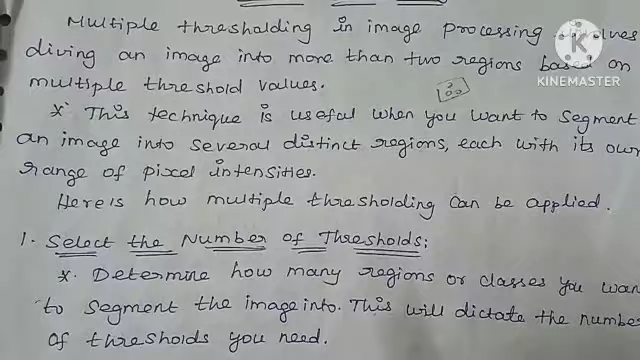 Multiple thresholding in image processing involves
diving an image into more than two regions based on
multiple threshold values.
* This technique is useful when you want to segment
an image into several distinct regions, each with its own
range of pixel intensities.
Here is how multiple thresholding can be applied.
1. Select the Number of Thresholds:
* Determine how many regions or classes you wan
to segment the image into. This will dictate the number
of thresholds you need.
KINEMASTER